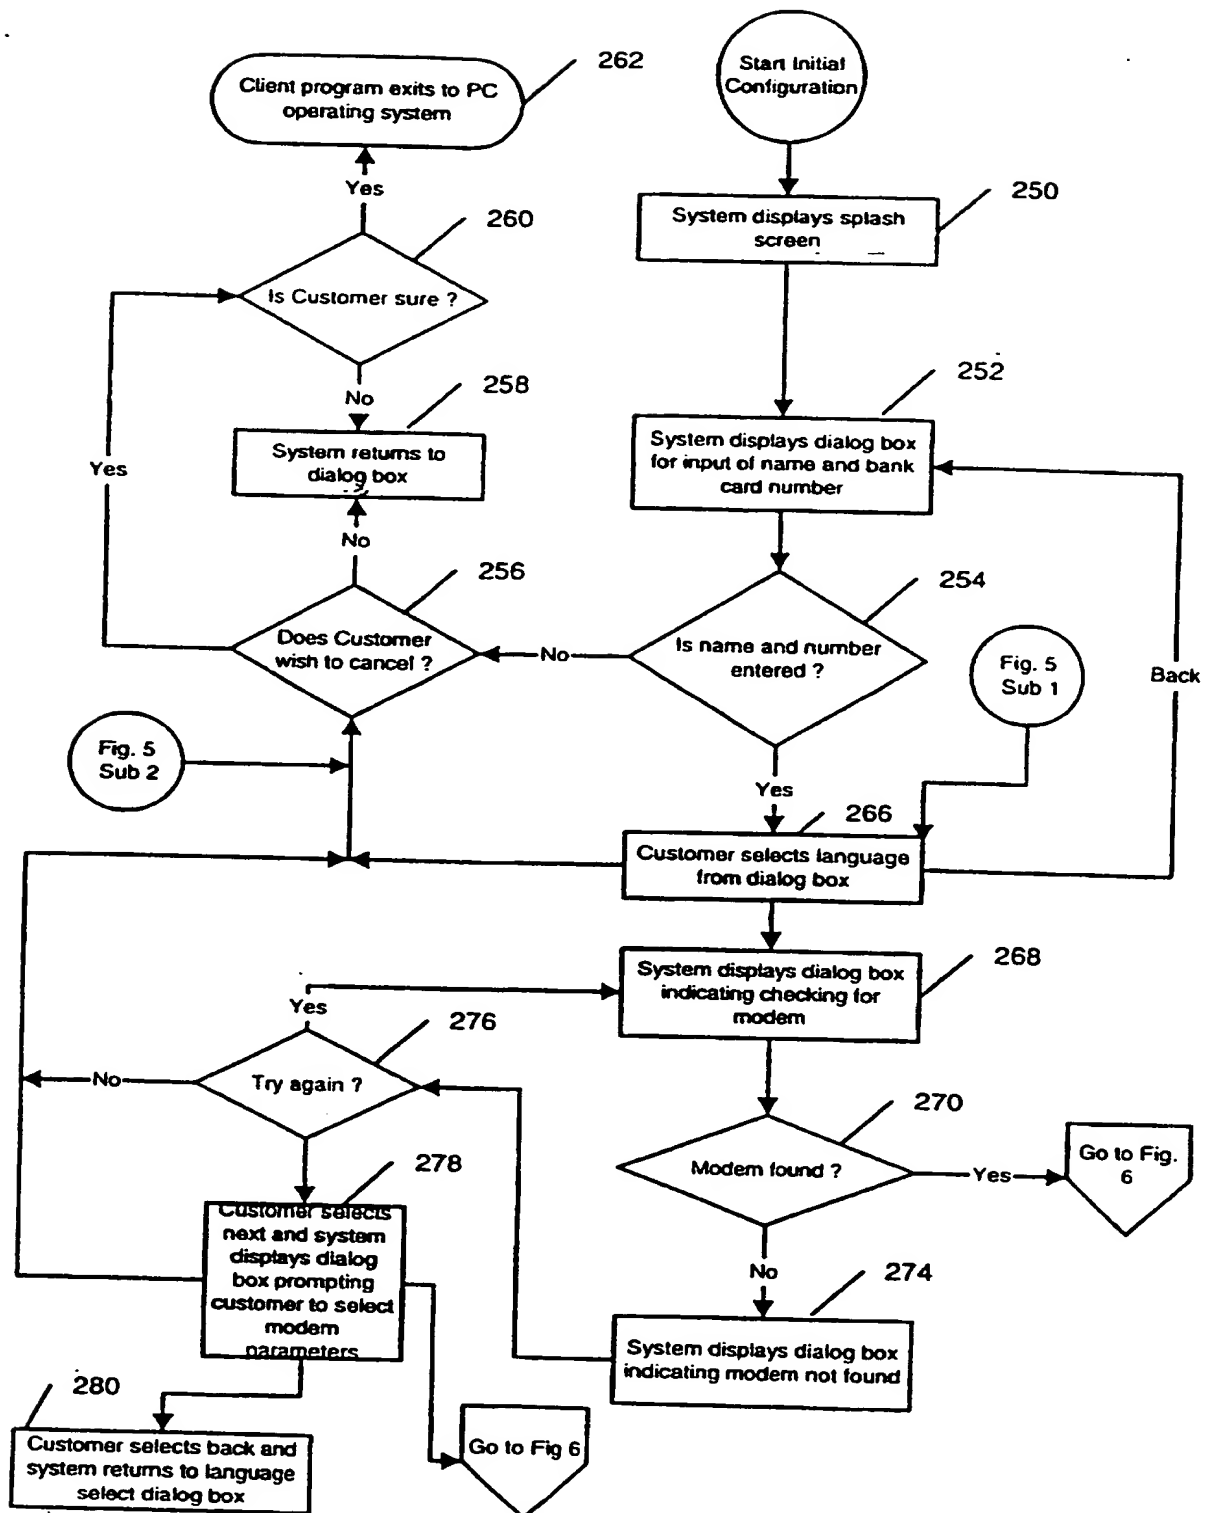 262
Client program exits to PC
operating system
Start Initial
Configuration
Yes
250
System displays splash
screen
260
Is Customer sure ?
No
258
System returns to
dialog box
252
System displays dialog box
for input of name and bank
card number
Yes
No
256
Does Customer
wish to cancel ?
No
254
Is name and number
entered ?
Fig. 5
Sub 1
Back
Fig. 5
Sub 2
Yes
266
Customer selects language
from dialog box
268
System displays dialog box
indicating checking for
modem
Yes
276
Try again ?
No
270
Modem found ?
Yes
Go to Fig.
6
278
Customer selects
next and system
displays dialog
box prompting
customer to select
modem
parameters
No
274
System displays dialog box
indicating modem not found
280
Customer selects back and
system returns to language
select dialog box
Go to Fig 6